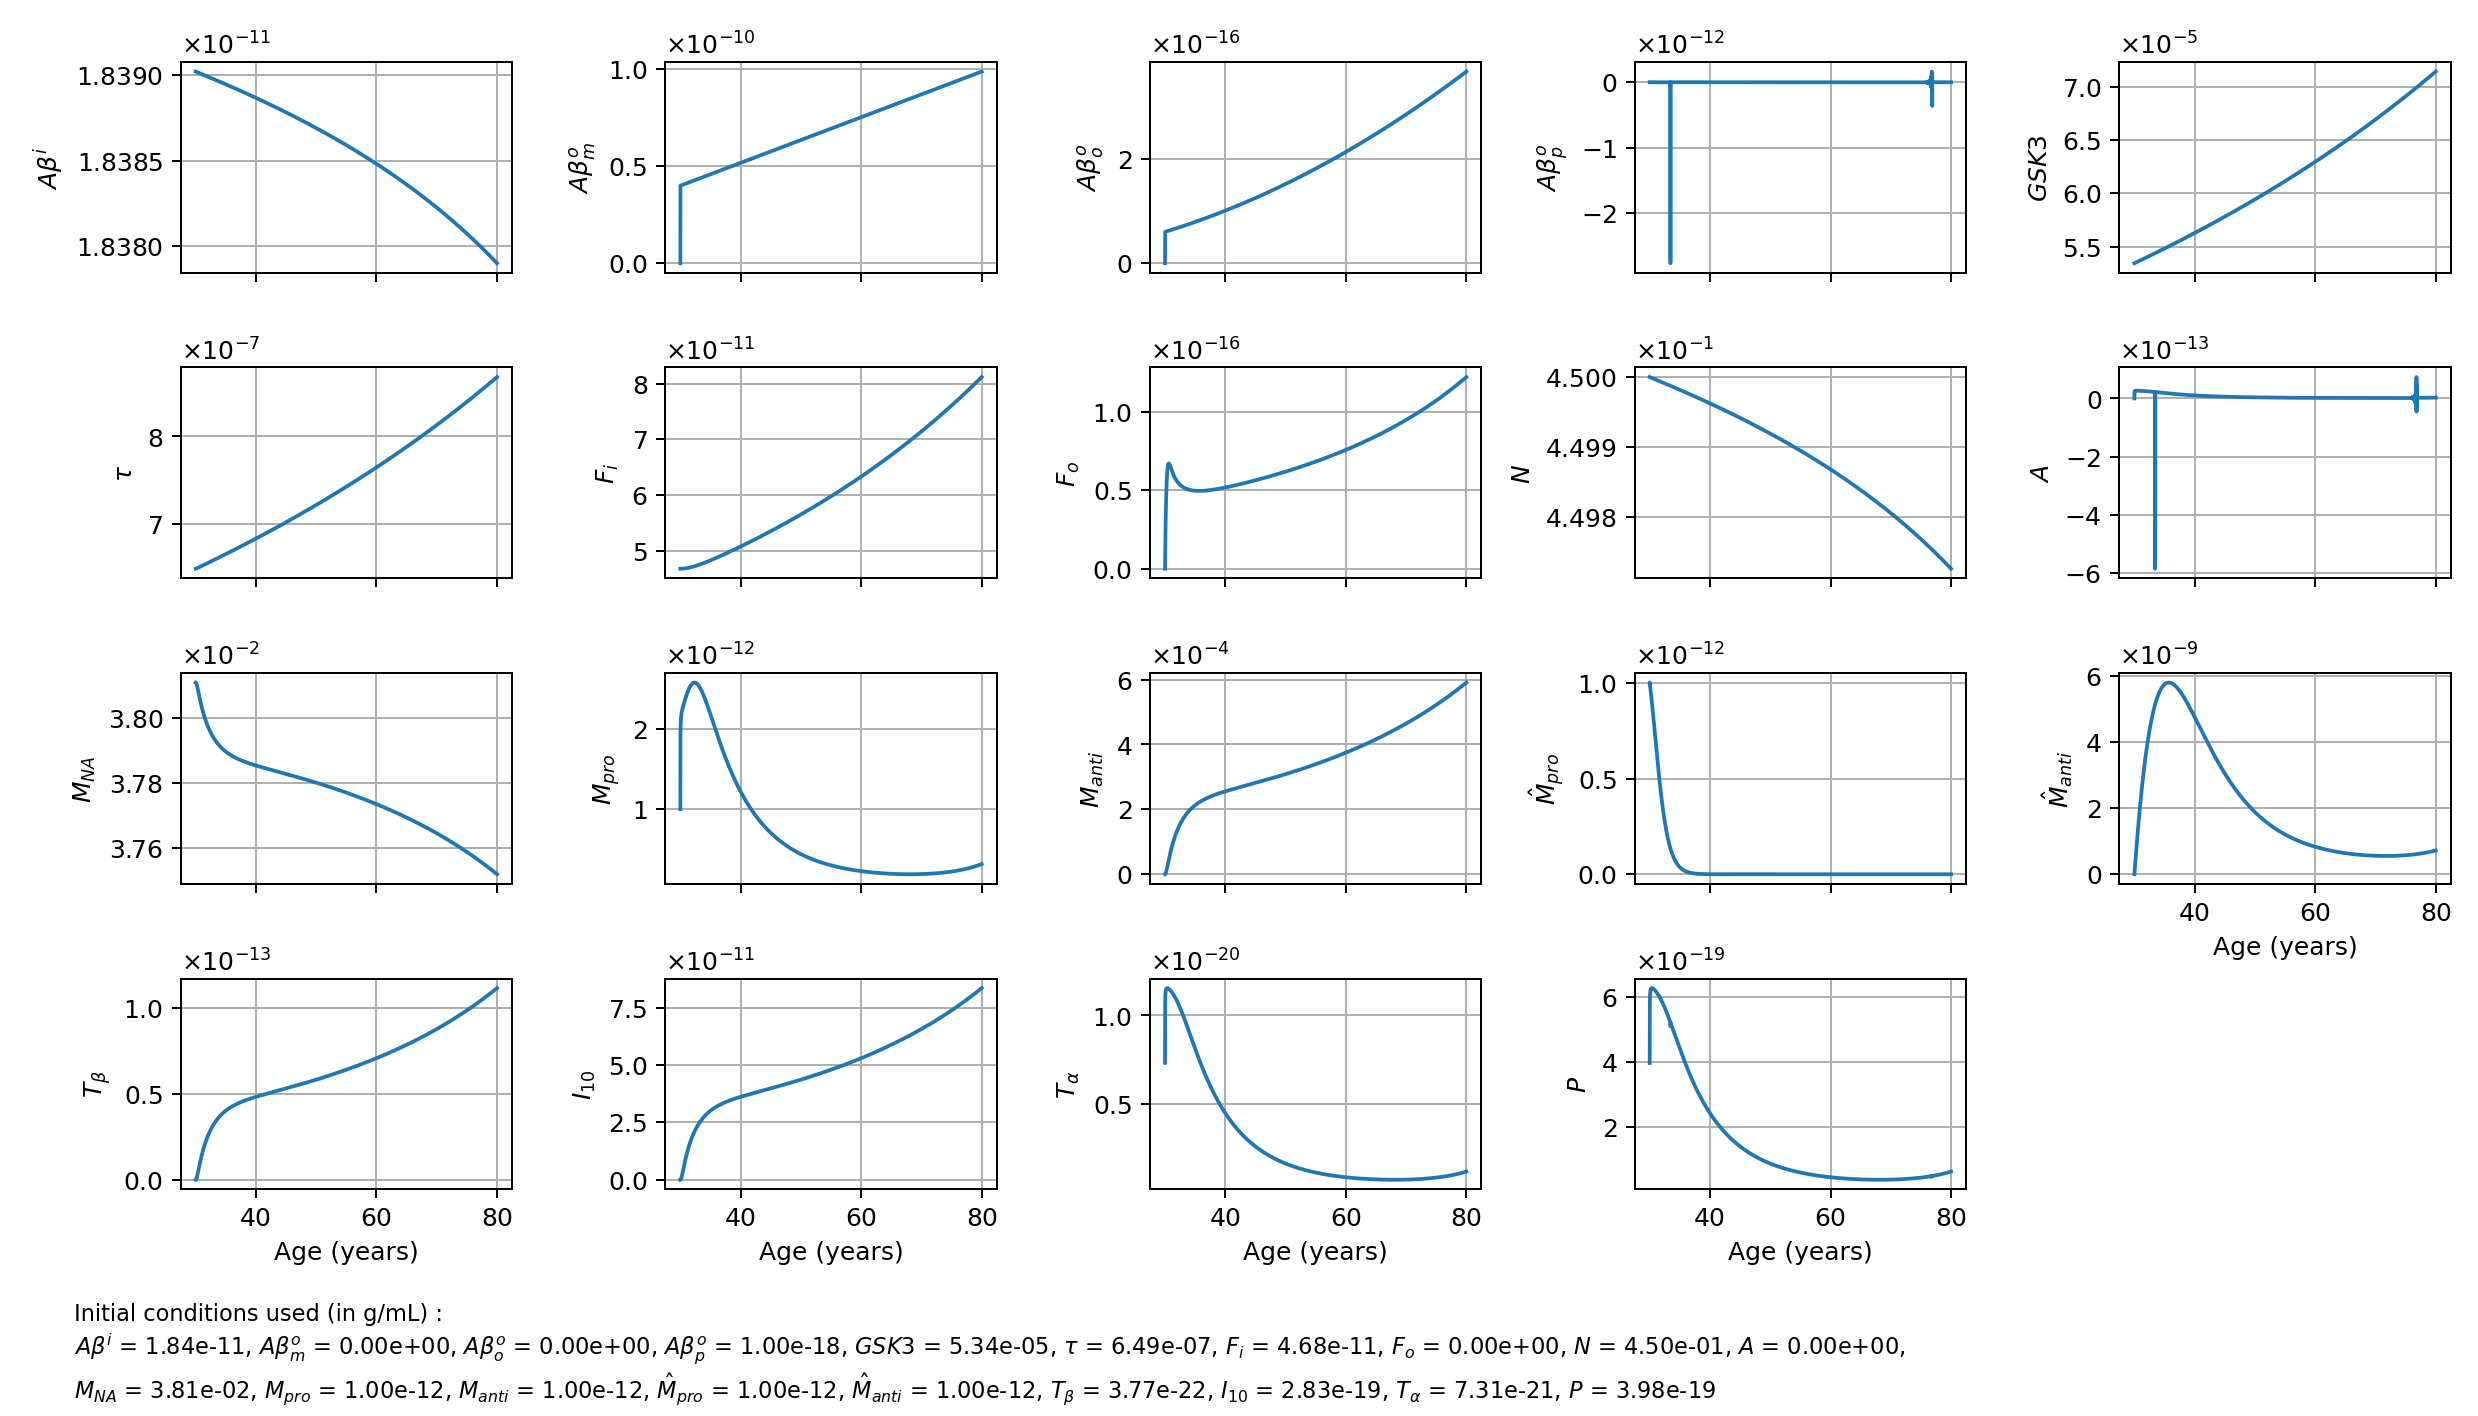 ×10⁻¹¹ ×10⁻¹⁰ ×10⁻¹⁶ ×10⁻¹² ×10⁻⁵
Aβⁱ 1.8390 1.8385 1.8380
Aβₘᵒ 1.0 0.5 0.0
Aβₒᵒ 2 0
Aβₚᵒ 0 −1 −2
GSK3 7.0 6.5 6.0 5.5
×10⁻⁷ ×10⁻¹¹ ×10⁻¹⁶ ×10⁻¹ ×10⁻¹³
τ 8 7
Fᵢ 8 7 6 5
Fₒ 1.0 0.5 0.0
N 4.500 4.499 4.498
A 0 −2 −4 −6
×10⁻² ×10⁻¹² ×10⁻⁴ ×10⁻¹² ×10⁻⁹
M_NA 3.80 3.78 3.76
M_pro 2 1
M_anti 6 4 2 0
M̂_pro 1.0 0.5 0.0
M̂_anti 6 4 2 0
40 60 80
Age (years)
×10⁻¹³ ×10⁻¹¹ ×10⁻²⁰ ×10⁻¹⁹
T_β 1.0 0.5 0.0
I₁₀ 7.5 5.0 2.5 0.0
T_α 1.0 0.5
P 6 4 2
40 60 80 40 60 80 40 60 80 40 60 80
Age (years) Age (years) Age (years) Age (years)
Initial conditions used (in g/mL) :
Aβⁱ = 1.84e-11, Aβₘᵒ = 0.00e+00, Aβₒᵒ = 0.00e+00, Aβₚᵒ = 1.00e-18, GSK3 = 5.34e-05, τ = 6.49e-07, Fᵢ = 4.68e-11, Fₒ = 0.00e+00, N = 4.50e-01, A = 0.00e+00,
M_NA = 3.81e-02, M_pro = 1.00e-12, M_anti = 1.00e-12, M̂_pro = 1.00e-12, M̂_anti = 1.00e-12, T_β = 3.77e-22, I₁₀ = 2.83e-19, T_α = 7.31e-21, P = 3.98e-19